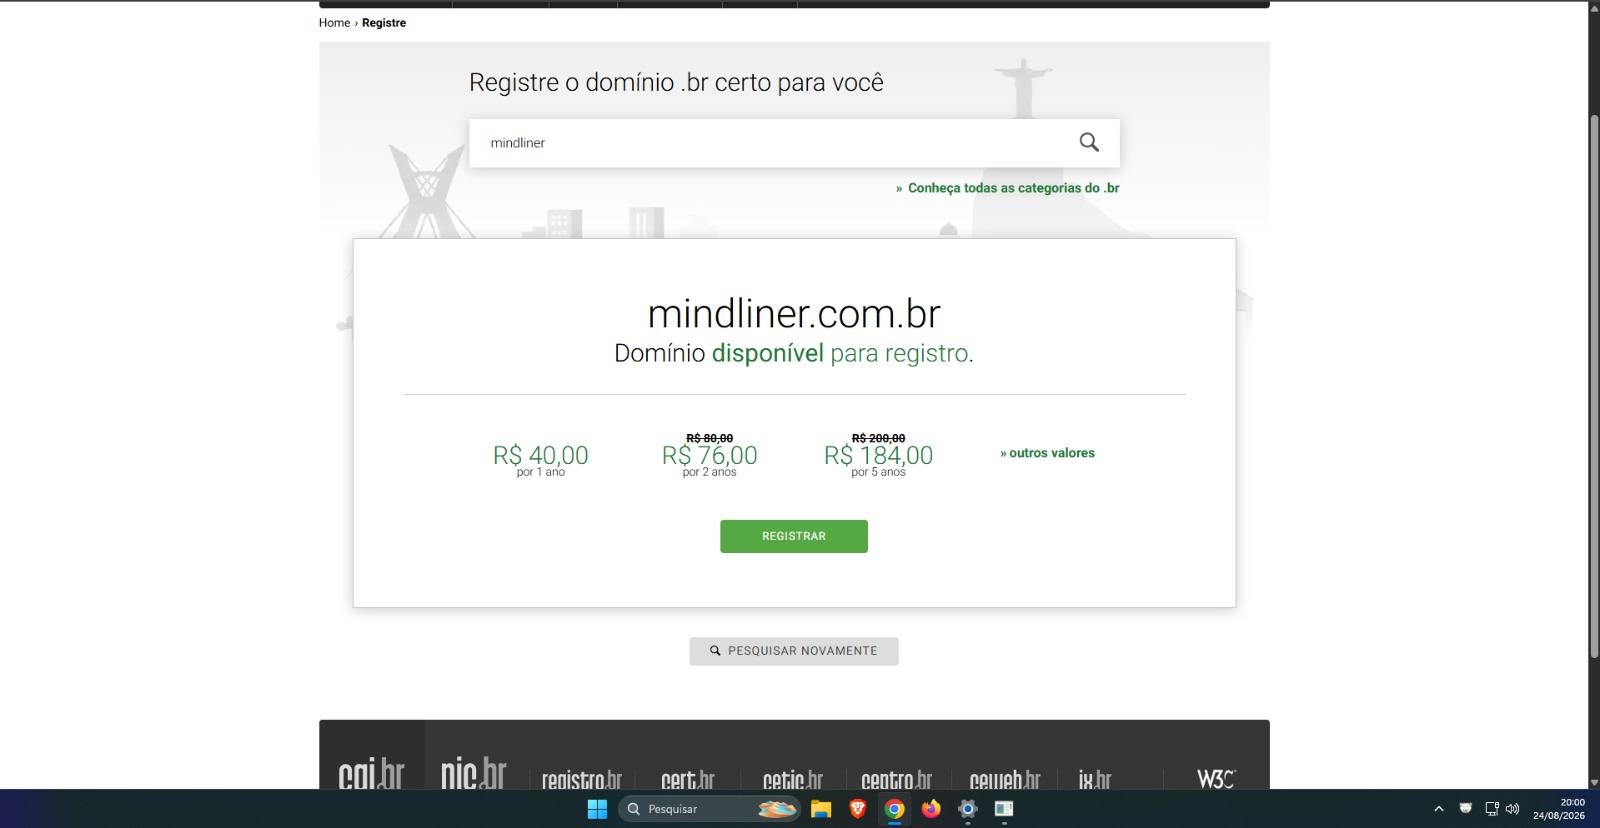 Home › Registre
Registre o domínio .br certo para você
mindliner
» Conheça todas as categorias do .br
mindliner.com.br
Domínio disponível para registro.
R$ 40,00
por 1 ano
R$ 80,00
R$ 76,00
por 2 anos
R$ 200,00
R$ 184,00
por 5 anos
» outros valores
REGISTRAR
PESQUISAR NOVAMENTE
cgi.br
nic.br
registro.br
cert.br
cetic.br
ceptro.br
ceweb.br
ix.br
W3C
Pesquisar
20:00
24/08/2026